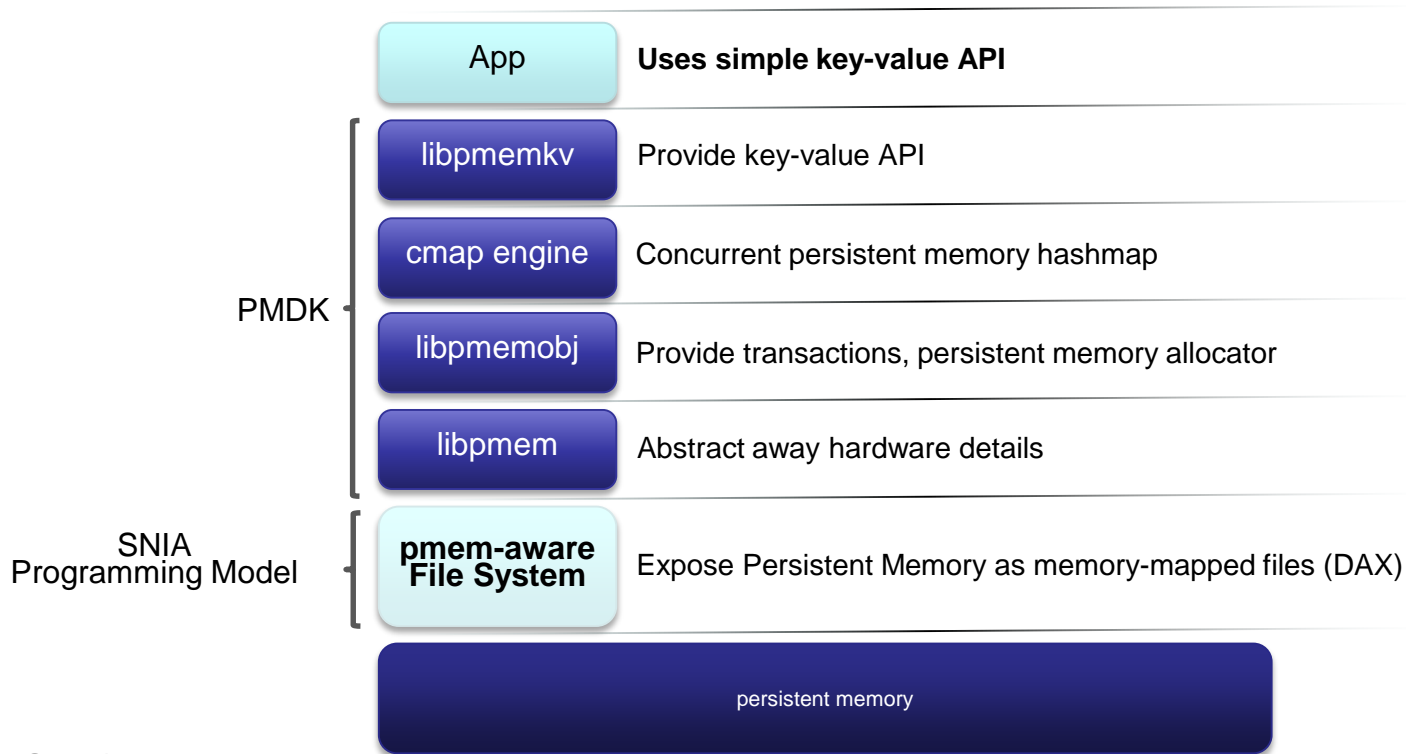 App
Uses simple key-value API
libpmemkv
Provide key-value API
cmap engine
Concurrent persistent memory hashmap
PMDK
libpmemobj
Provide transactions, persistent memory allocator
libpmem
Abstract away hardware details
SNIA
Programming Model
pmem-aware
File System
Expose Persistent Memory as memory-mapped files (DAX)
persistent memory